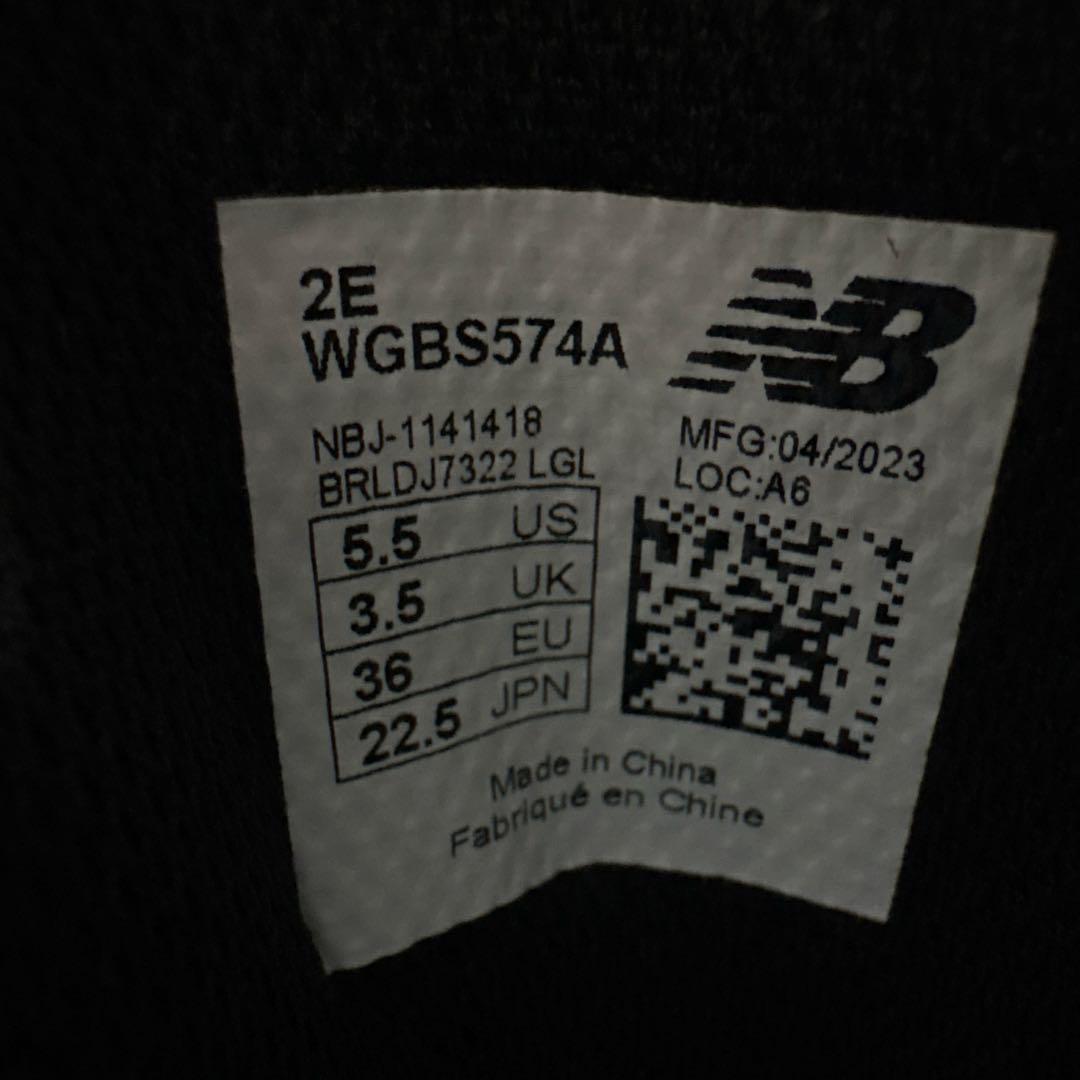 2E
WGBS574A
NB
NBJ-1141418
BRLDJ7322 LGL
MFG:04/2023
LOC:A6
5.5 US
3.5 UK
36 EU
22.5 JPN
Made in China
Fabriqué en Chine